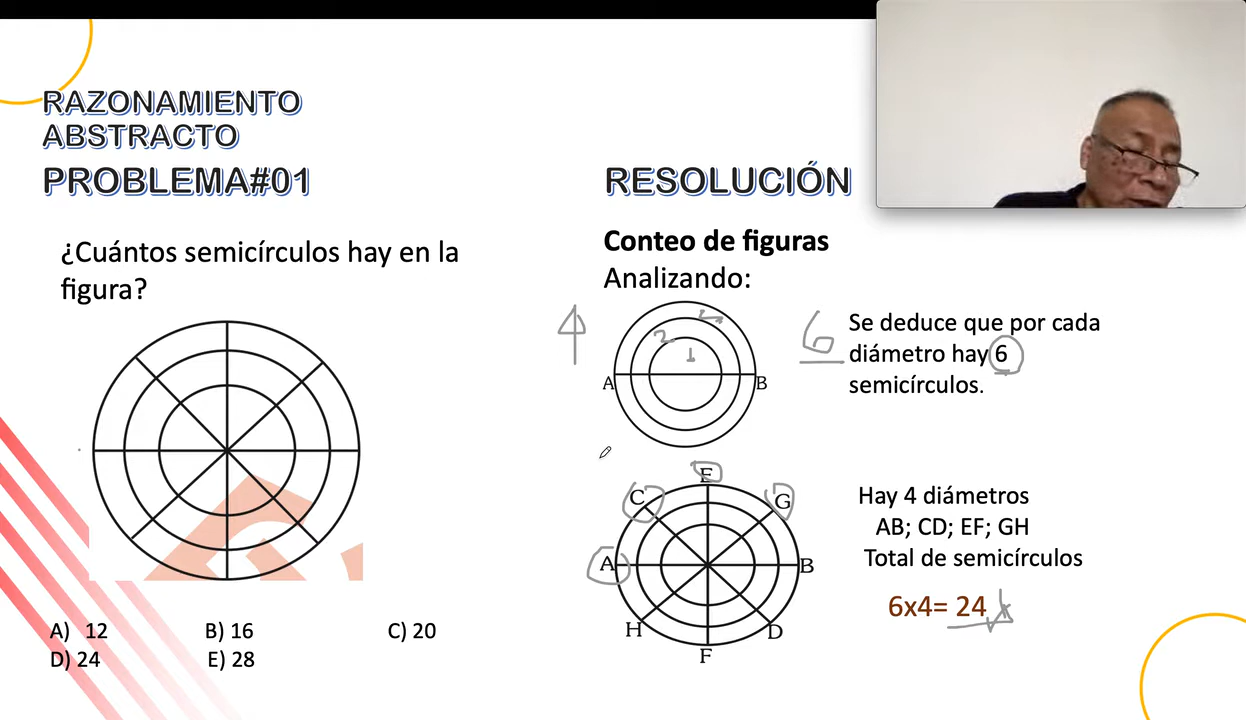 RAZONAMIENTO
ABSTRACTO
PROBLEMA#01
¿Cuántos semicírculos hay en la
figura?
A) 12
B) 16
C) 20
D) 24
E) 28
RESOLUCIÓN
Conteo de figuras
Analizando:
4
2
1
A
B
6
Se deduce que por cada
diámetro hay 6
semicírculos.
E
C
G
A
B
H
D
F
Hay 4 diámetros
AB; CD; EF; GH
Total de semicírculos
6x4= 24